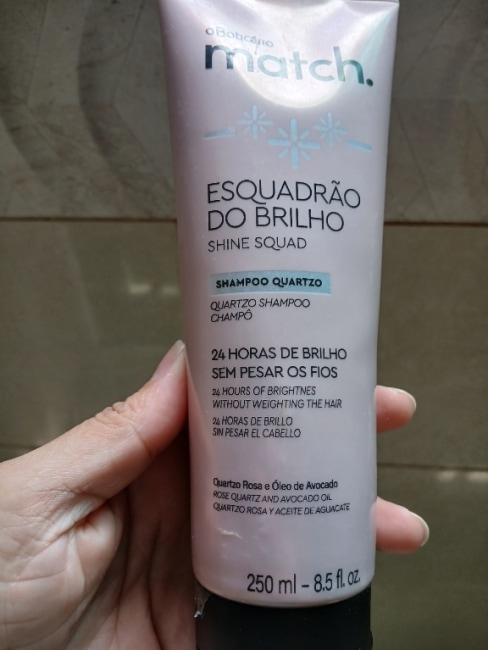 oBoticário
match.
ESQUADRÃO
DO BRILHO
SHINE SQUAD
SHAMPOO QUARTZO
QUARTZO SHAMPOO
CHAMPÔ
24 HORAS DE BRILHO
SEM PESAR OS FIOS
24 HOURS OF BRIGHTNES
WITHOUT WEIGHTING THE HAIR
24 HORAS DE BRILLO
SIN PESAR EL CABELLO
Quartzo Rosa e Óleo de Avocado
ROSE QUARTZ AND AVOCADO OIL
QUARTZO ROSA Y ACEITE DE AGUACATE
250 ml – 8.5 fl. oz.